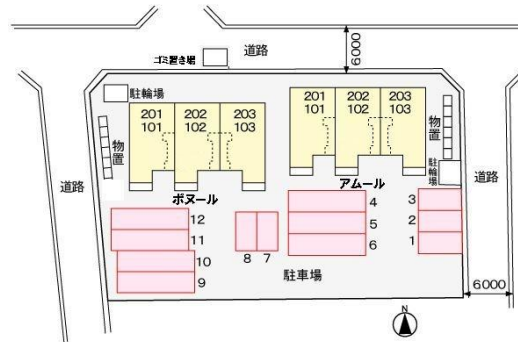 ゴミ置き場
道路
6000
駐輪場
201 202 203
101 102 103
201 202 203
101 102 103
物置
物置
駐輪場
道路
道路
ボヌール
アムール
12
11
10
9
8 7
4
5
6
3
2
1
駐車場
6000
N